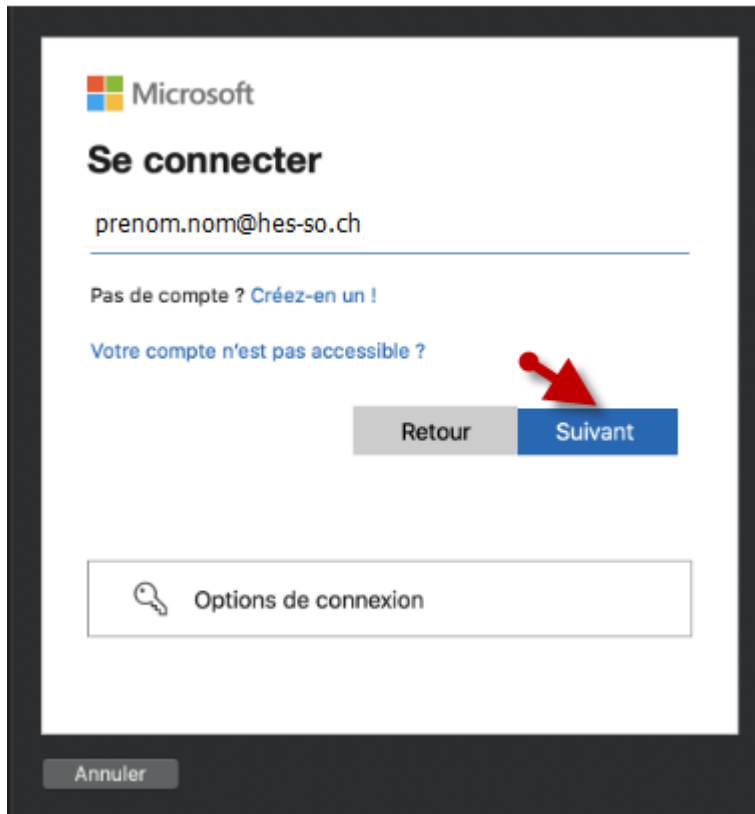 Microsoft
Se connecter
prenom.nom@hes-so.ch
Pas de compte ? Créez-en un !
Votre compte n'est pas accessible ?
Retour
Suivant
Options de connexion
Annuler